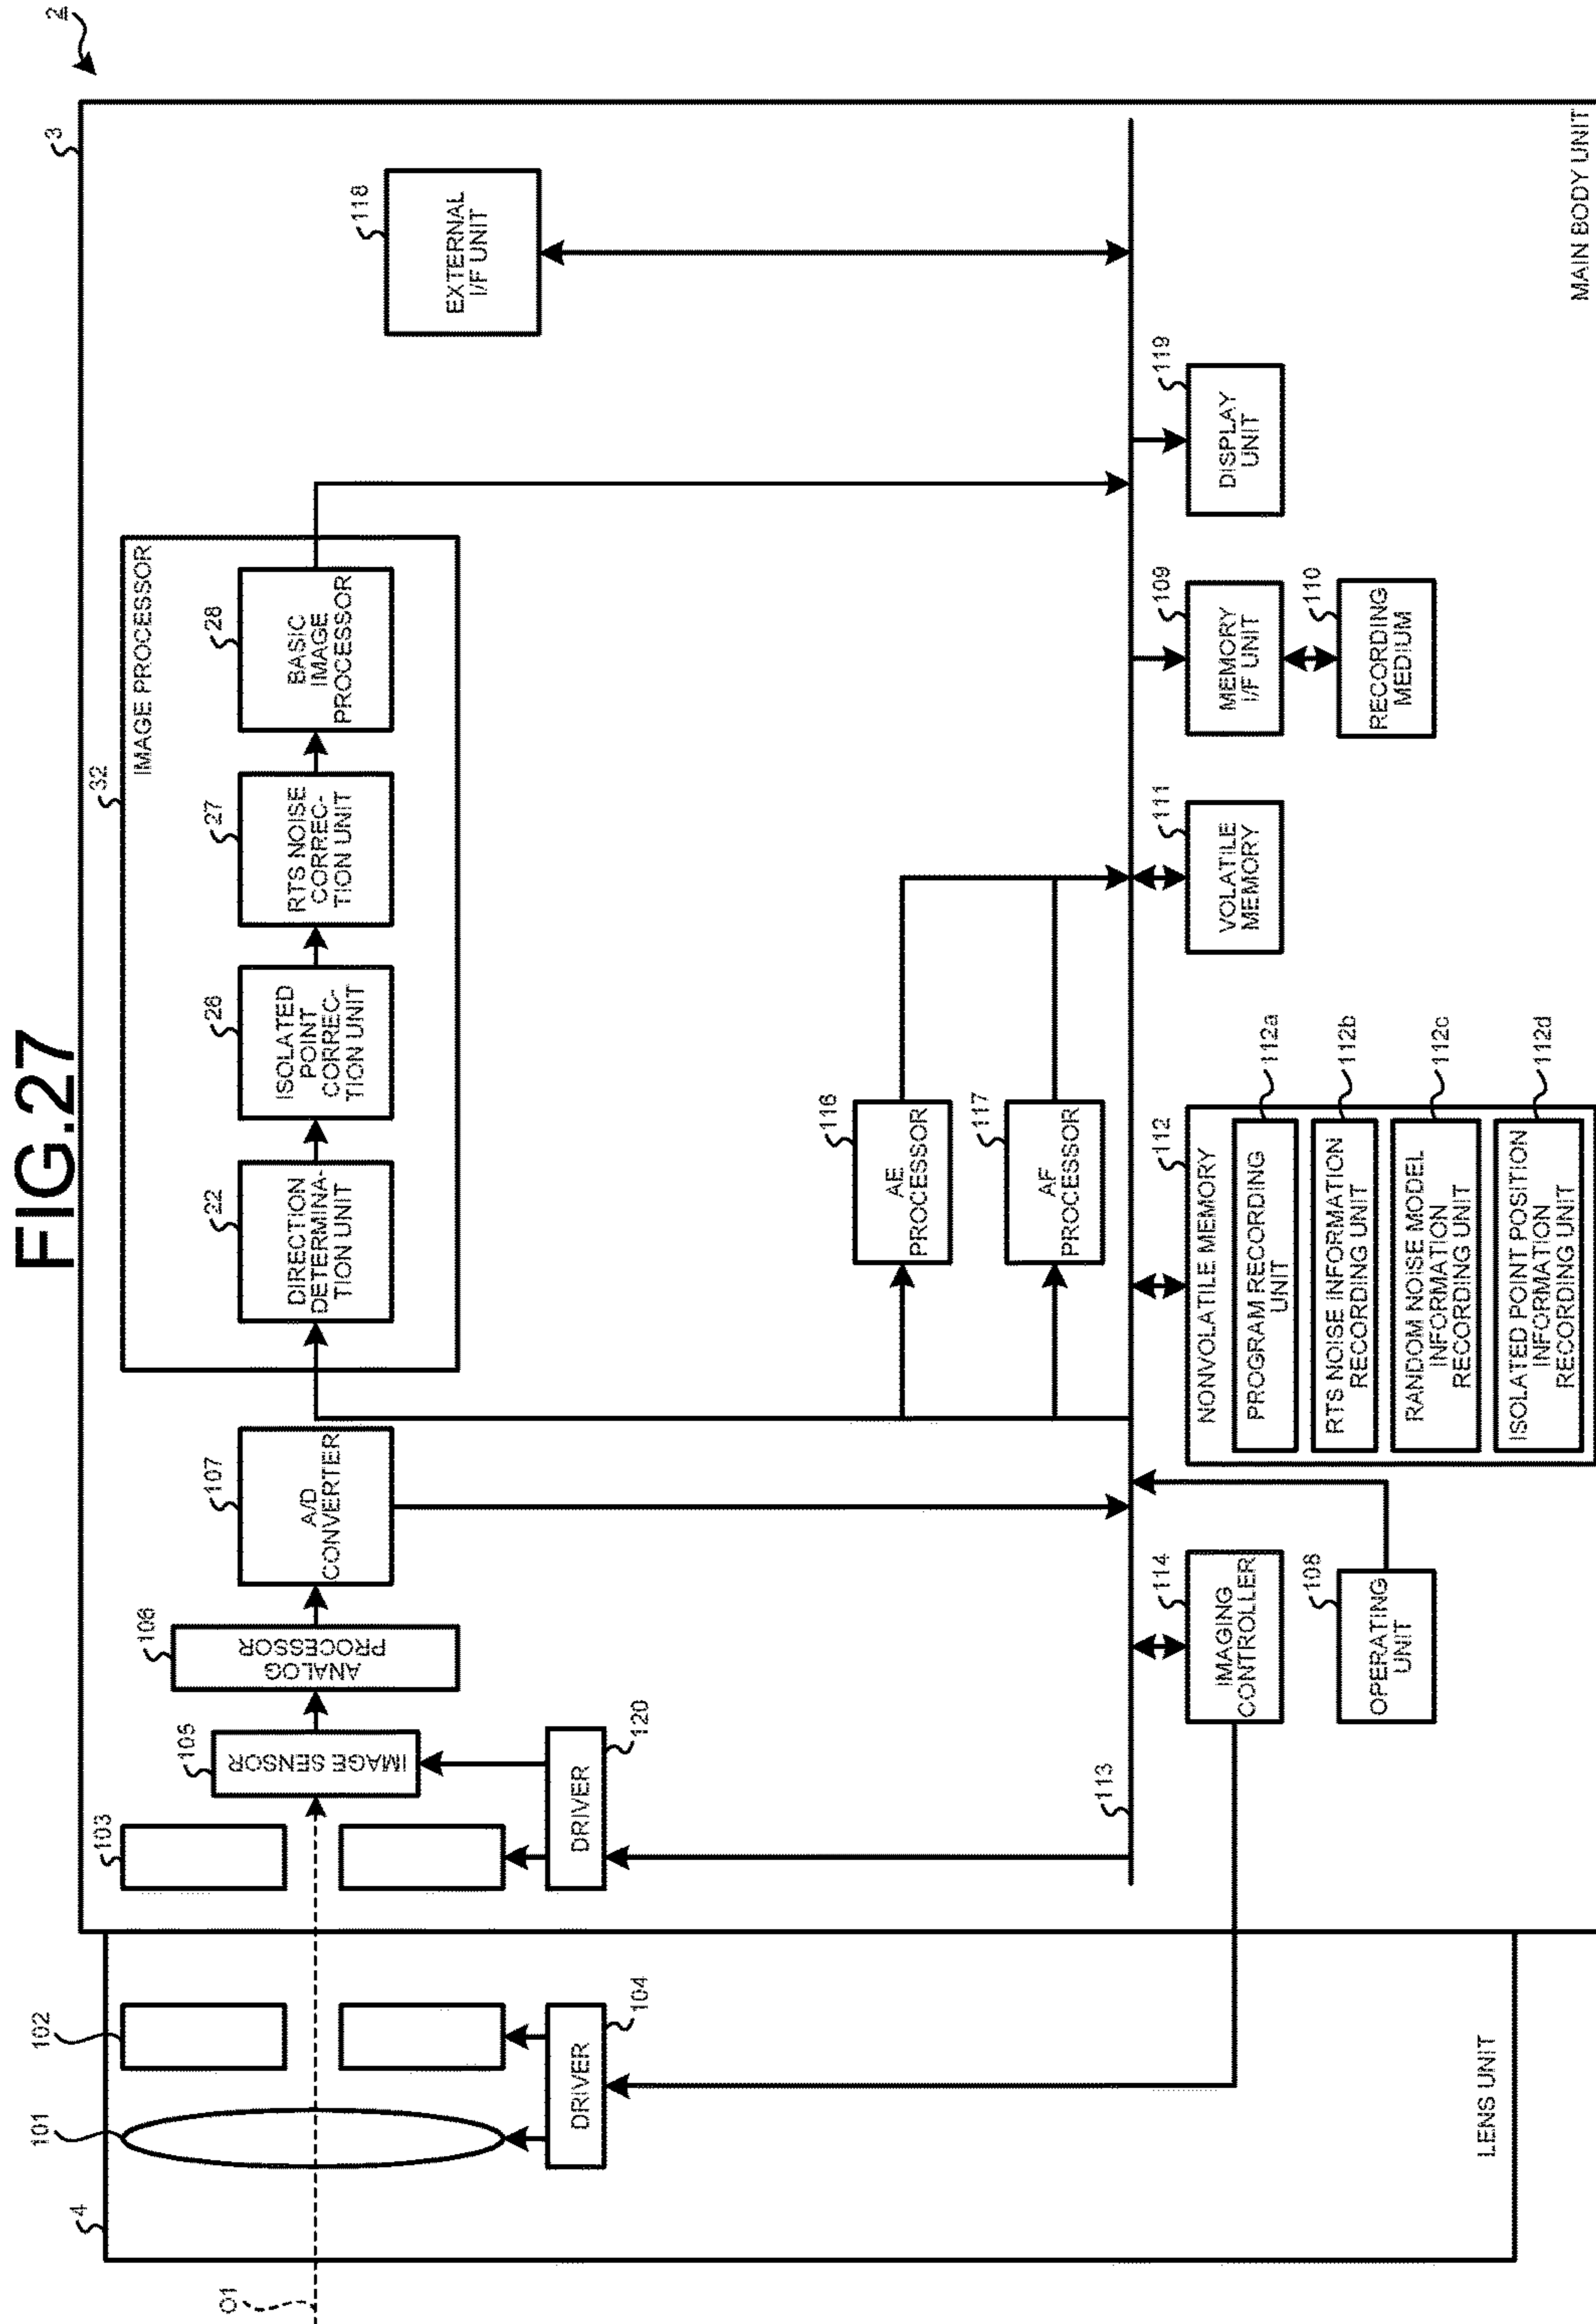 FIG.27
2
3
4
O1
101
102
DRIVER
104
LENS UNIT
103
105
IMAGE SENSOR
DRIVER
120
106
ANALOG
PROCESSOR
107
A/D
CONVERTER
32
IMAGE PROCESSOR
22
DIRECTION
DETERMINA-
TION UNIT
26
ISOLATED
POINT
CORREC-
TION UNIT
27
RTS NOISE
CORREC-
TION UNIT
28
BASIC
IMAGE
PROCESSOR
118
EXTERNAL
I/F UNIT
116
AE
PROCESSOR
117
AF
PROCESSOR
113
114
IMAGING
CONTROLLER
108
OPERATING
UNIT
112
NONVOLATILE MEMORY
PROGRAM RECORDING
UNIT
112a
RTS NOISE INFORMATION
RECORDING UNIT
112b
RANDOM NOISE MODEL
INFORMATION
RECORDING UNIT
112c
ISOLATED POINT POSITION
INFORMATION
RECORDING UNIT
112d
111
VOLATILE
MEMORY
109
MEMORY
I/F UNIT
110
RECORDING
MEDIUM
119
DISPLAY
UNIT
MAIN BODY UNIT